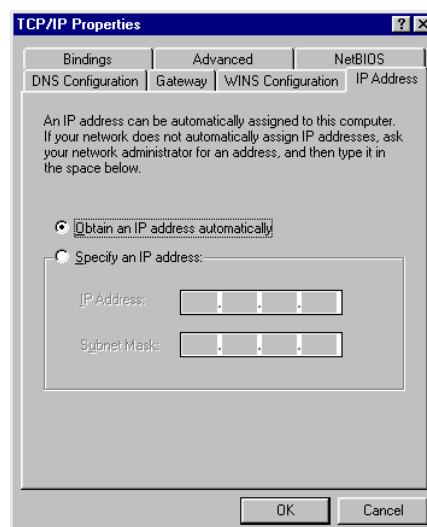 TCP/IP Properties
Bindings Advanced NetBIOS
DNS Configuration Gateway WINS Configuration IP Address
An IP address can be automatically assigned to this computer.
If your network does not automatically assign IP addresses, ask
your network administrator for an address, and then type it in
the space below.
Obtain an IP address automatically
Specify an IP address:
IP Address:
Subnet Mask:
OK Cancel